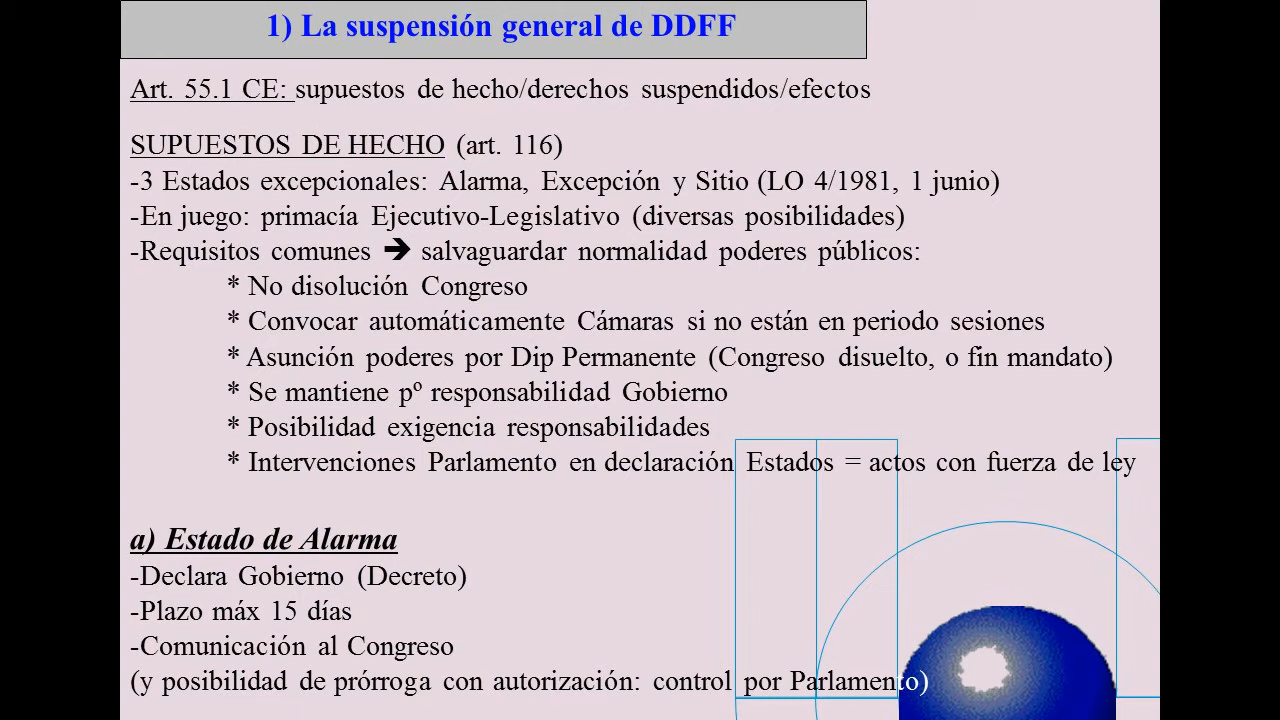 1) La suspensión general de DDFF
Art. 55.1 CE: supuestos de hecho/derechos suspendidos/efectos
SUPUESTOS DE HECHO (art. 116)
-3 Estados excepcionales: Alarma, Excepción y Sitio (LO 4/1981, 1 junio)
-En juego: primacía Ejecutivo-Legislativo (diversas posibilidades)
-Requisitos comunes ➔ salvaguardar normalidad poderes públicos:
* No disolución Congreso
* Convocar automáticamente Cámaras si no están en periodo sesiones
* Asunción poderes por Dip Permanente (Congreso disuelto, o fin mandato)
* Se mantiene pº responsabilidad Gobierno
* Posibilidad exigencia responsabilidades
* Intervenciones Parlamento en declaración Estados = actos con fuerza de ley
a) Estado de Alarma
-Declara Gobierno (Decreto)
-Plazo máx 15 días
-Comunicación al Congreso
(y posibilidad de prórroga con autorización: control por Parlamento)